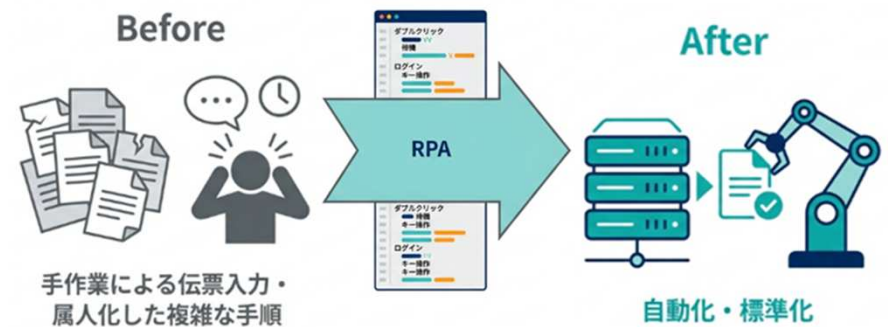 Before
手作業による伝票入力・
属人化した複雑な手順
ダブルクリック
待機
ログイン
キー操作
RPA
ダブルクリック
待機
キー操作
ログイン
キー操作
キー操作
After
自動化・標準化